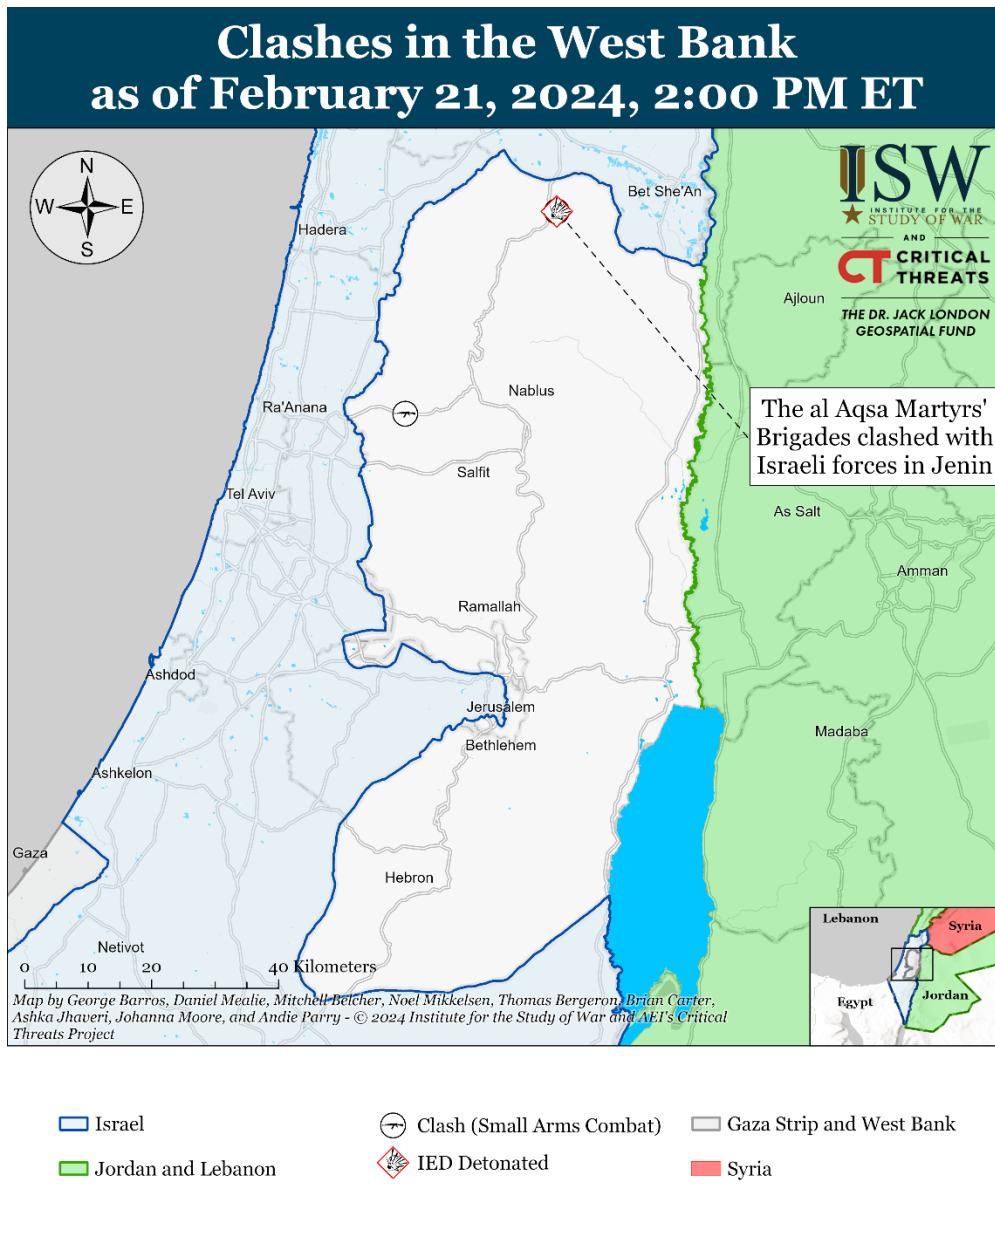 Clashes in the West Bank
as of February 21, 2024, 2:00 PM ET
N
W
E
S
ISW
INSTITUTE FOR THE
STUDY OF WAR
AND
CT CRITICAL
THREATS
THE DR. JACK LONDON
GEOSPATIAL FUND
Bet She'An
Hadera
Ajloun
Nablus
Ra'Anana
The al Aqsa Martyrs'
Brigades clashed with
Israeli forces in Jenin
Salfit
Tel Aviv
As Salt
Amman
Ramallah
Ashdod
Jerusalem
Madaba
Bethlehem
Ashkelon
Gaza
Hebron
Netivot
0 10 20 40 Kilometers
Lebanon
Syria
Egypt
Jordan
Map by George Barros, Daniel Mealie, Mitchell Belcher, Noel Mikkelsen, Thomas Bergeron, Brian Carter,
Ashka Jhaveri, Johanna Moore, and Andie Parry - © 2024 Institute for the Study of War and AEI's Critical
Threats Project
Israel
Clash (Small Arms Combat)
Gaza Strip and West Bank
Jordan and Lebanon
IED Detonated
Syria